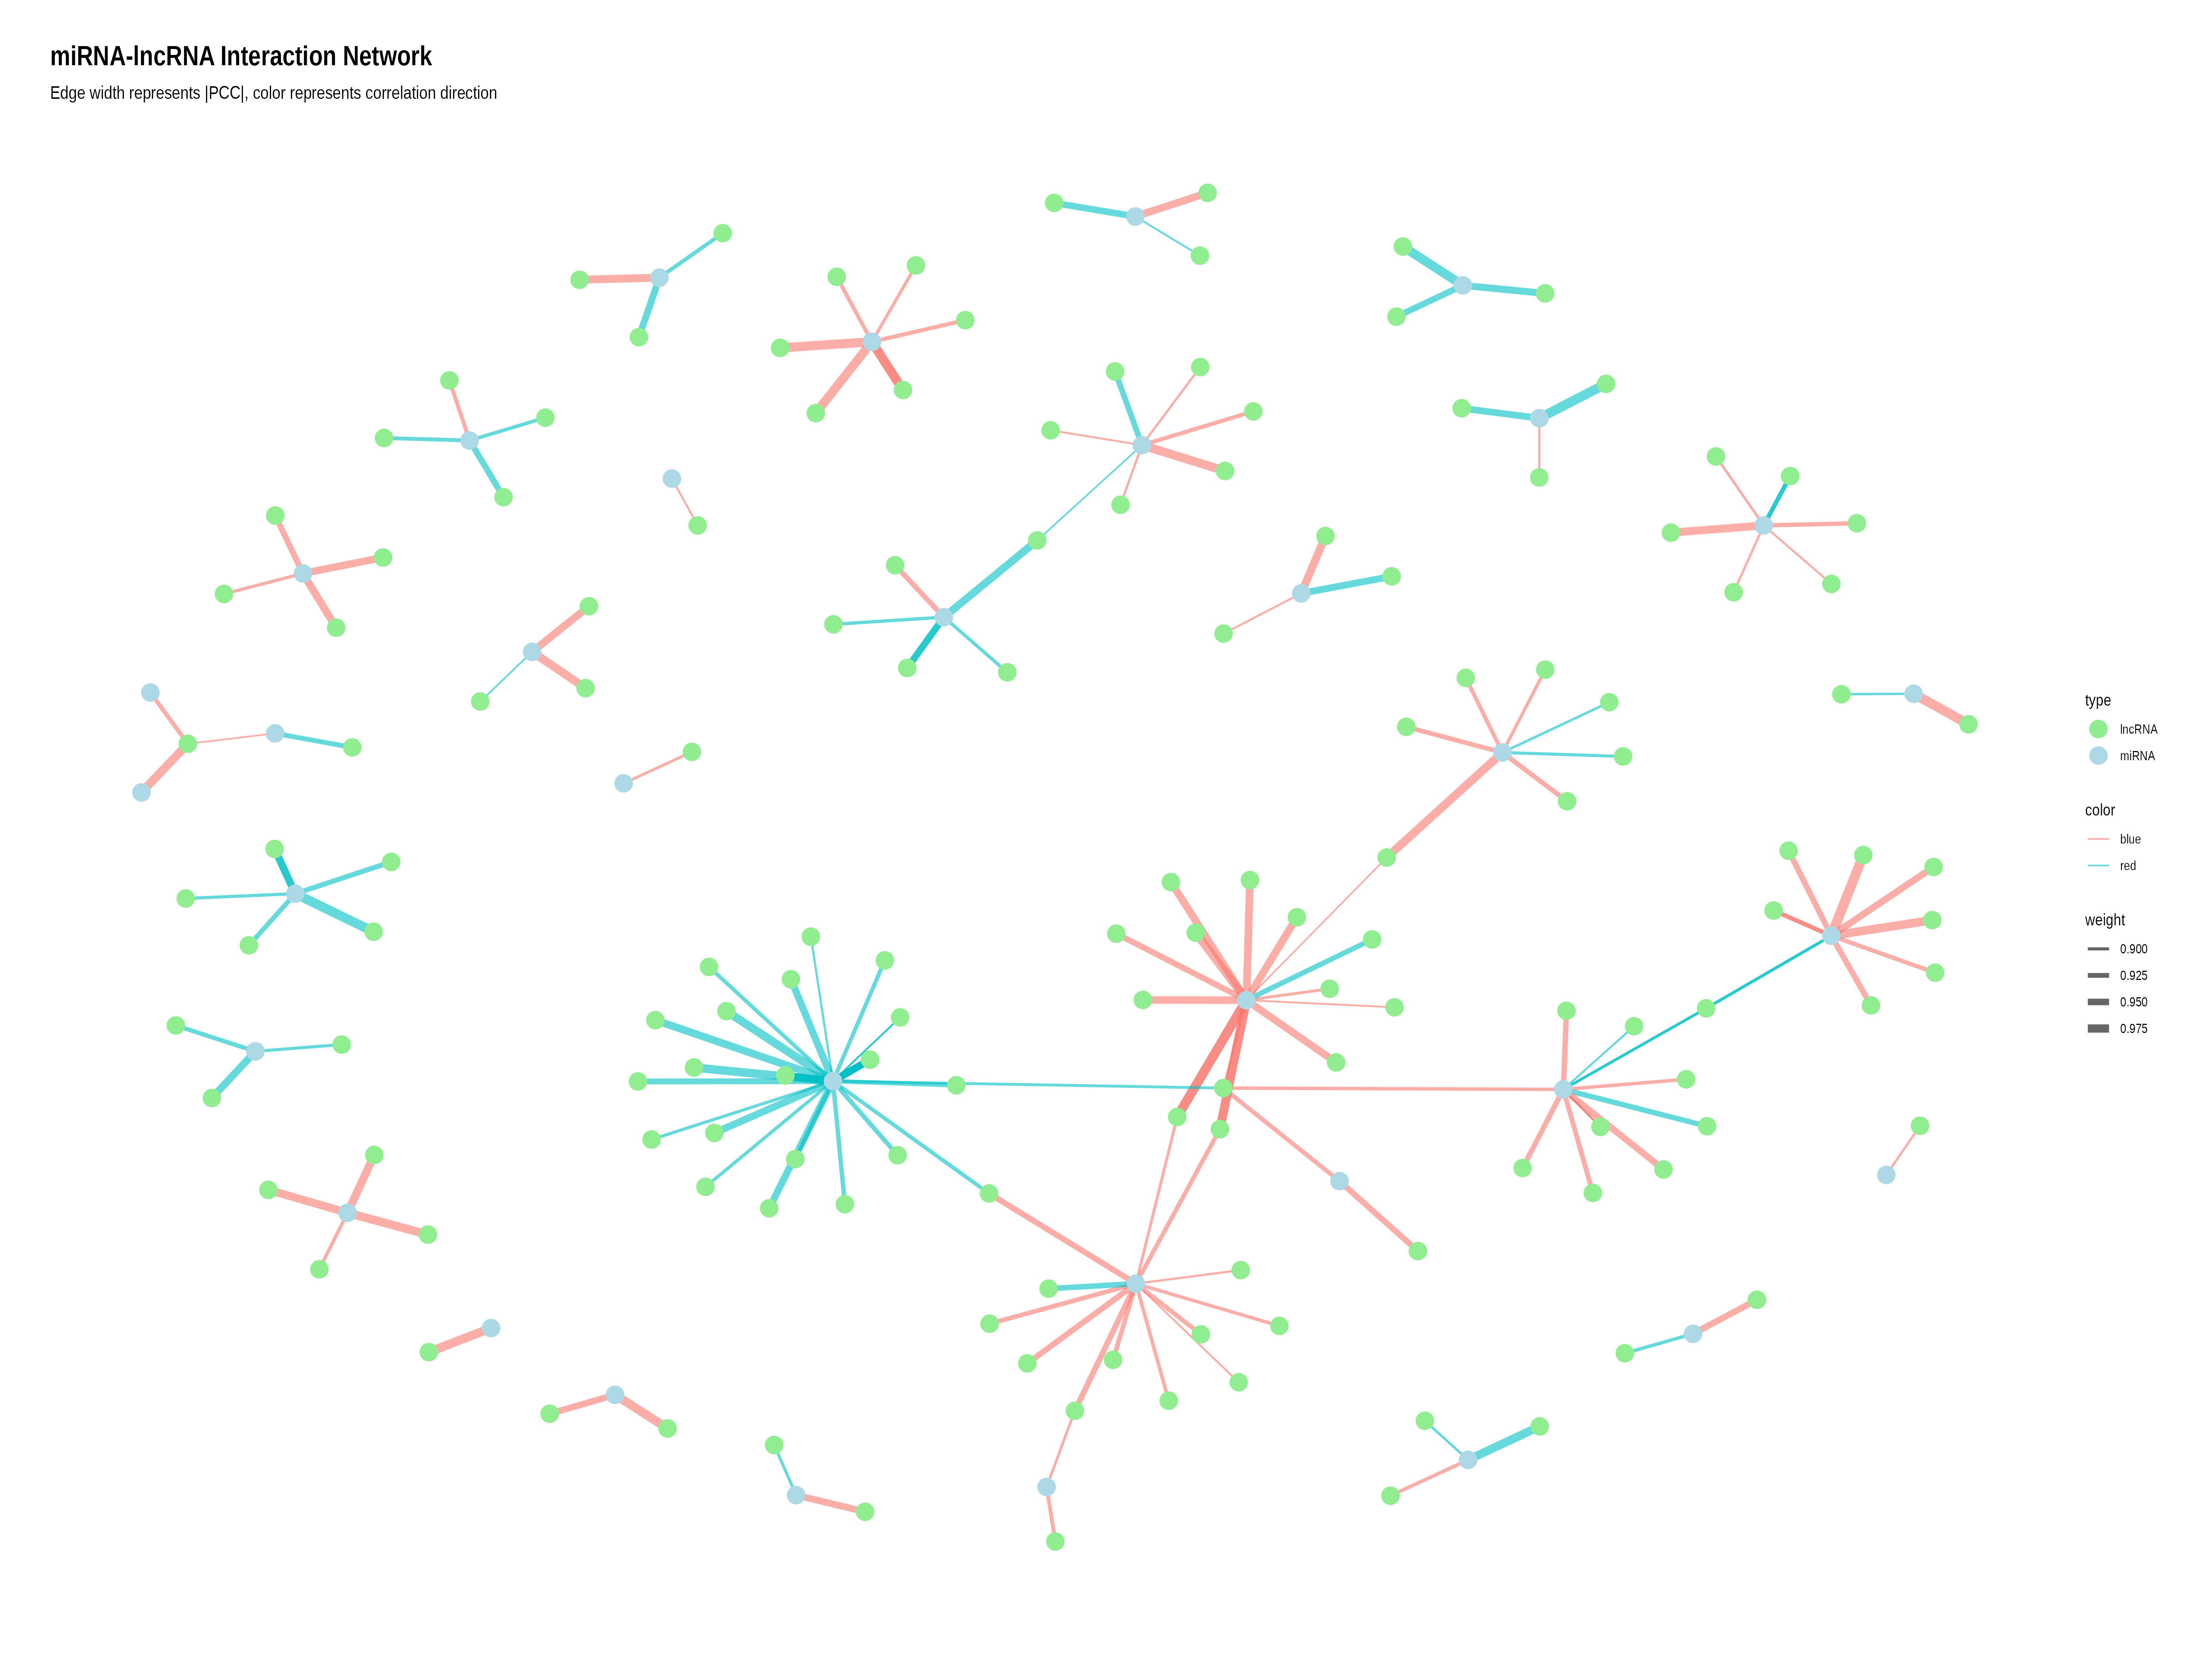 miRNA-lncRNA Interaction Network
Edge width represents |PCC|, color represents correlation direction
type
lncRNA
miRNA
color
blue
red
weight
0.900
0.925
0.950
0.975